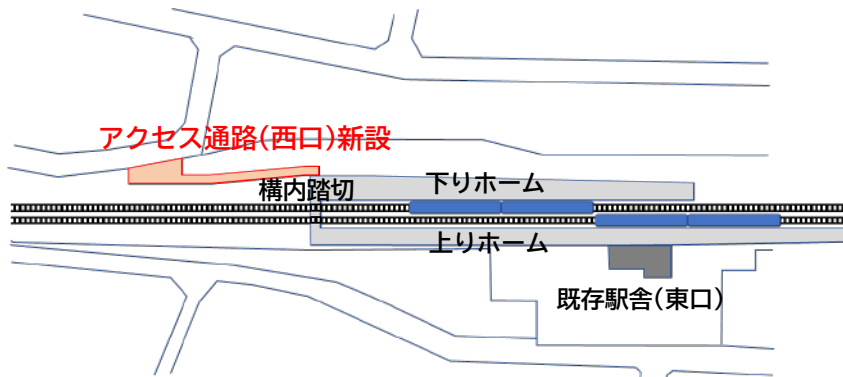 アクセス通路(西口)新設
構内踏切
下りホーム
上りホーム
既存駅舎(東口)